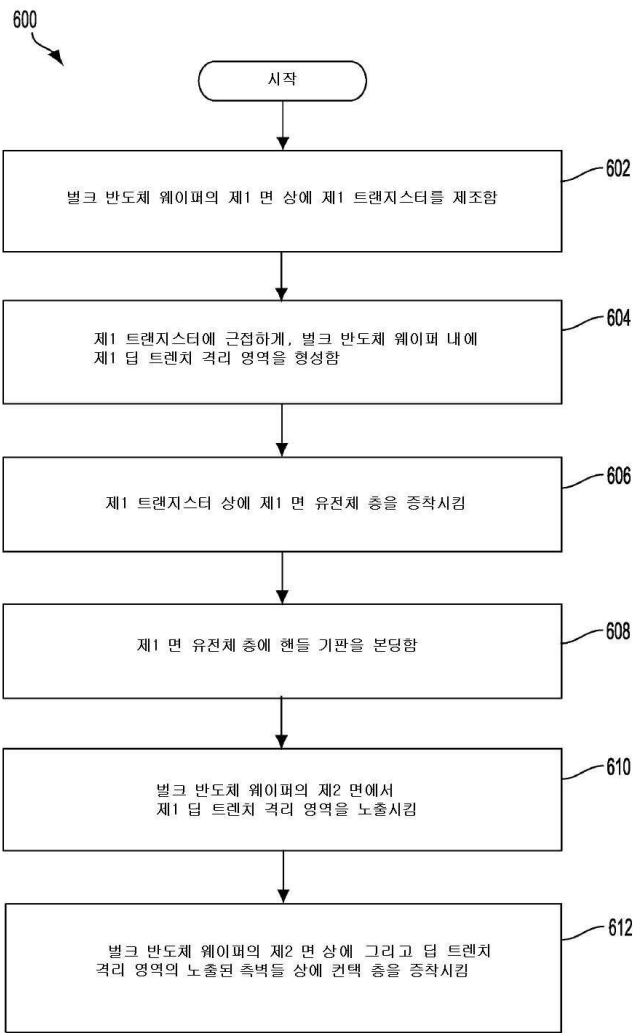 600
시작
벌크 반도체 웨이퍼의 제1 면 상에 제1 트랜지스터를 제조함
602
제1 트랜지스터에 근접하게, 벌크 반도체 웨이퍼 내에
제1 딥 트렌치 격리 영역을 형성함
604
제1 트랜지스터 상에 제1 면 유전체 층을 증착시킴
606
제1 면 유전체 층에 핸들 기판을 본딩함
608
벌크 반도체 웨이퍼의 제2 면에서
제1 딥 트렌치 격리 영역을 노출시킴
610
벌크 반도체 웨이퍼의 제2 면 상에 그리고 딥 트렌치
격리 영역의 노출된 측벽들 상에 컨택 층을 증착시킴
612